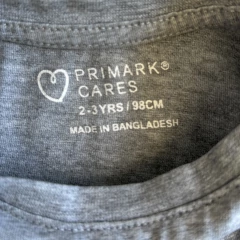 PRIMARK®
CARES
2-3YRS / 98CM
MADE IN BANGLADESH